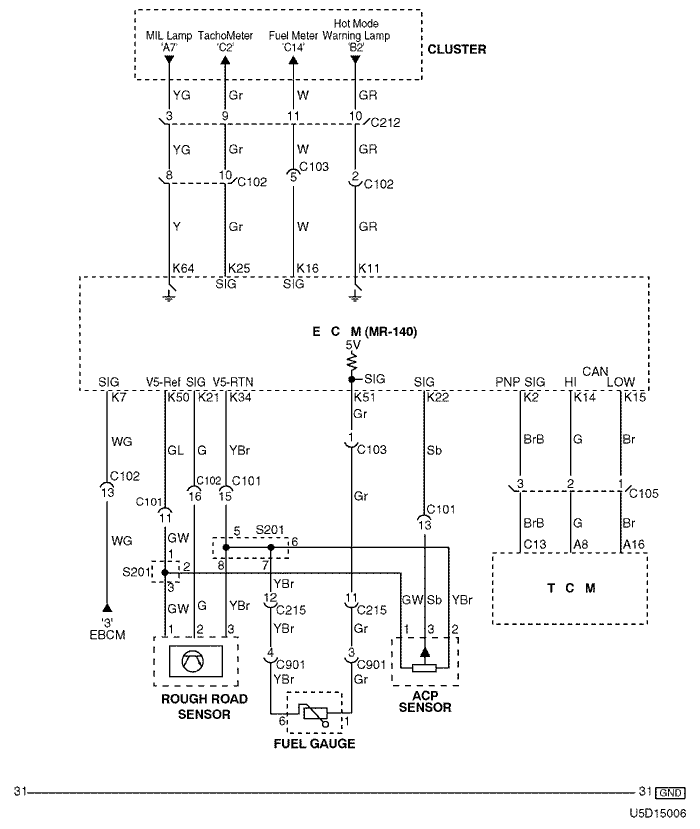 MIL Lamp TachoMeter Fuel Meter Hot Mode Warning Lamp
'A7' 'C2' 'C14' 'B2'
CLUSTER
YG Gr W GR
3 9 11 10 C212
YG Gr W GR
C103
8 10 C102 5 2 C102
Y Gr W GR
K64 K25 K16 K11
SIG SIG
E C M (MR-140)
5V
SIG
SIG V5-Ref SIG V5-RTN SIG PNP SIG HI CAN LOW
K7 K50 K21 K34 K51 K22 K2 K14 K15
Gr
WG GL G YBr 1 C103 Sb BrB G Br
C102 C102 C101
13 16 15 3 2 1 C105
C101 Gr C101
11 13
WG GW 5 S201 6 BrB G Br
1 C13 A8 A16
S201 2 8 7
3 YBr
T C M
12 C215 11 C215
GW G YBr YBr Gr GW Sb YBr
'3'
EBCM
1 2 3 1 3 2
4 C901 3 C901
YBr Gr
ROUGH ROAD
SENSOR
ACP
SENSOR
6 1
FUEL GAUGE
31 31 GND
U5D15006